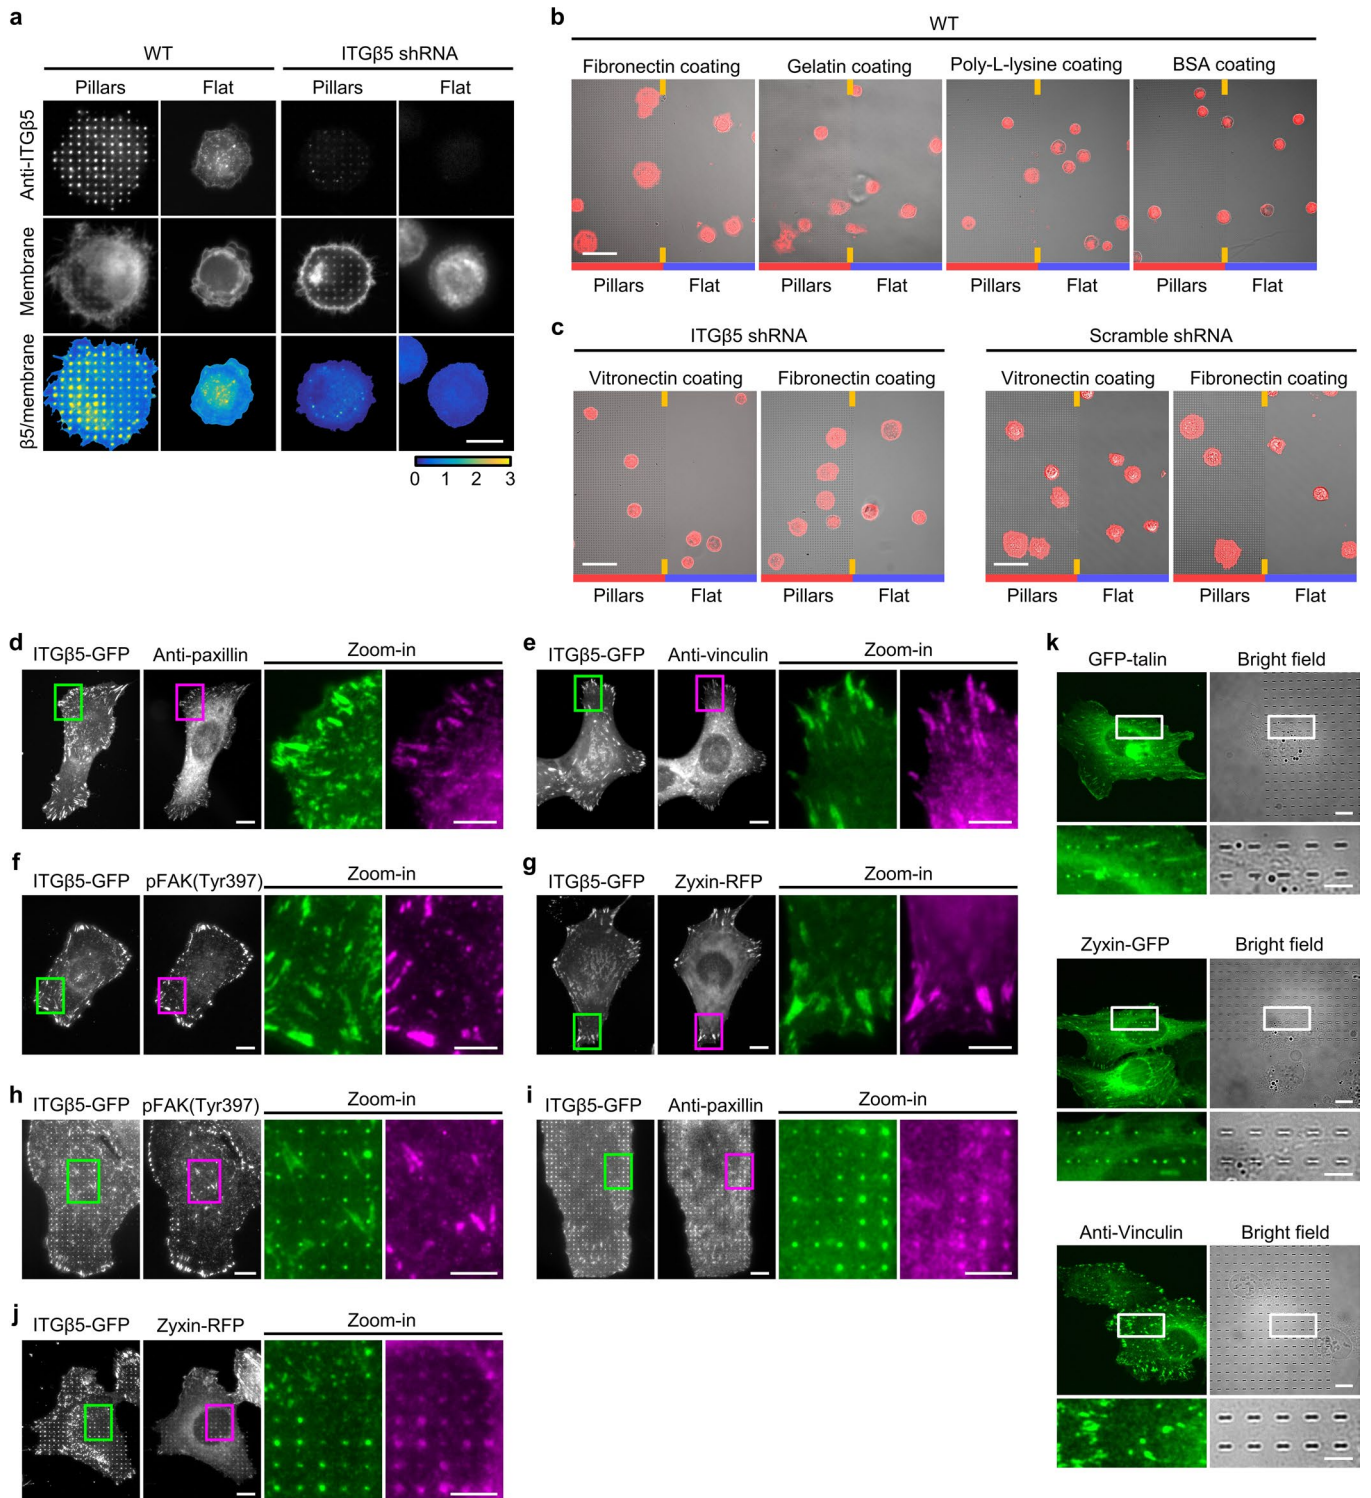 a
WT
ITGβ5 shRNA
Pillars
Flat
Pillars
Flat
Anti-ITGβ5
Membrane
β5/membrane
0 1 2 3
b
WT
Fibronectin coating
Gelatin coating
Poly-L-lysine coating
BSA coating
Pillars
Flat
Pillars
Flat
Pillars
Flat
Pillars
Flat
c
ITGβ5 shRNA
Scramble shRNA
Vitronectin coating
Fibronectin coating
Vitronectin coating
Fibronectin coating
Pillars
Flat
Pillars
Flat
Pillars
Flat
Pillars
Flat
d
ITGβ5-GFP
Anti-paxillin
Zoom-in
e
ITGβ5-GFP
Anti-vinculin
Zoom-in
f
ITGβ5-GFP
pFAK(Tyr397)
Zoom-in
g
ITGβ5-GFP
Zyxin-RFP
Zoom-in
h
ITGβ5-GFP
pFAK(Tyr397)
Zoom-in
i
ITGβ5-GFP
Anti-paxillin
Zoom-in
j
ITGβ5-GFP
Zyxin-RFP
Zoom-in
k
GFP-talin
Bright field
Zyxin-GFP
Bright field
Anti-Vinculin
Bright field